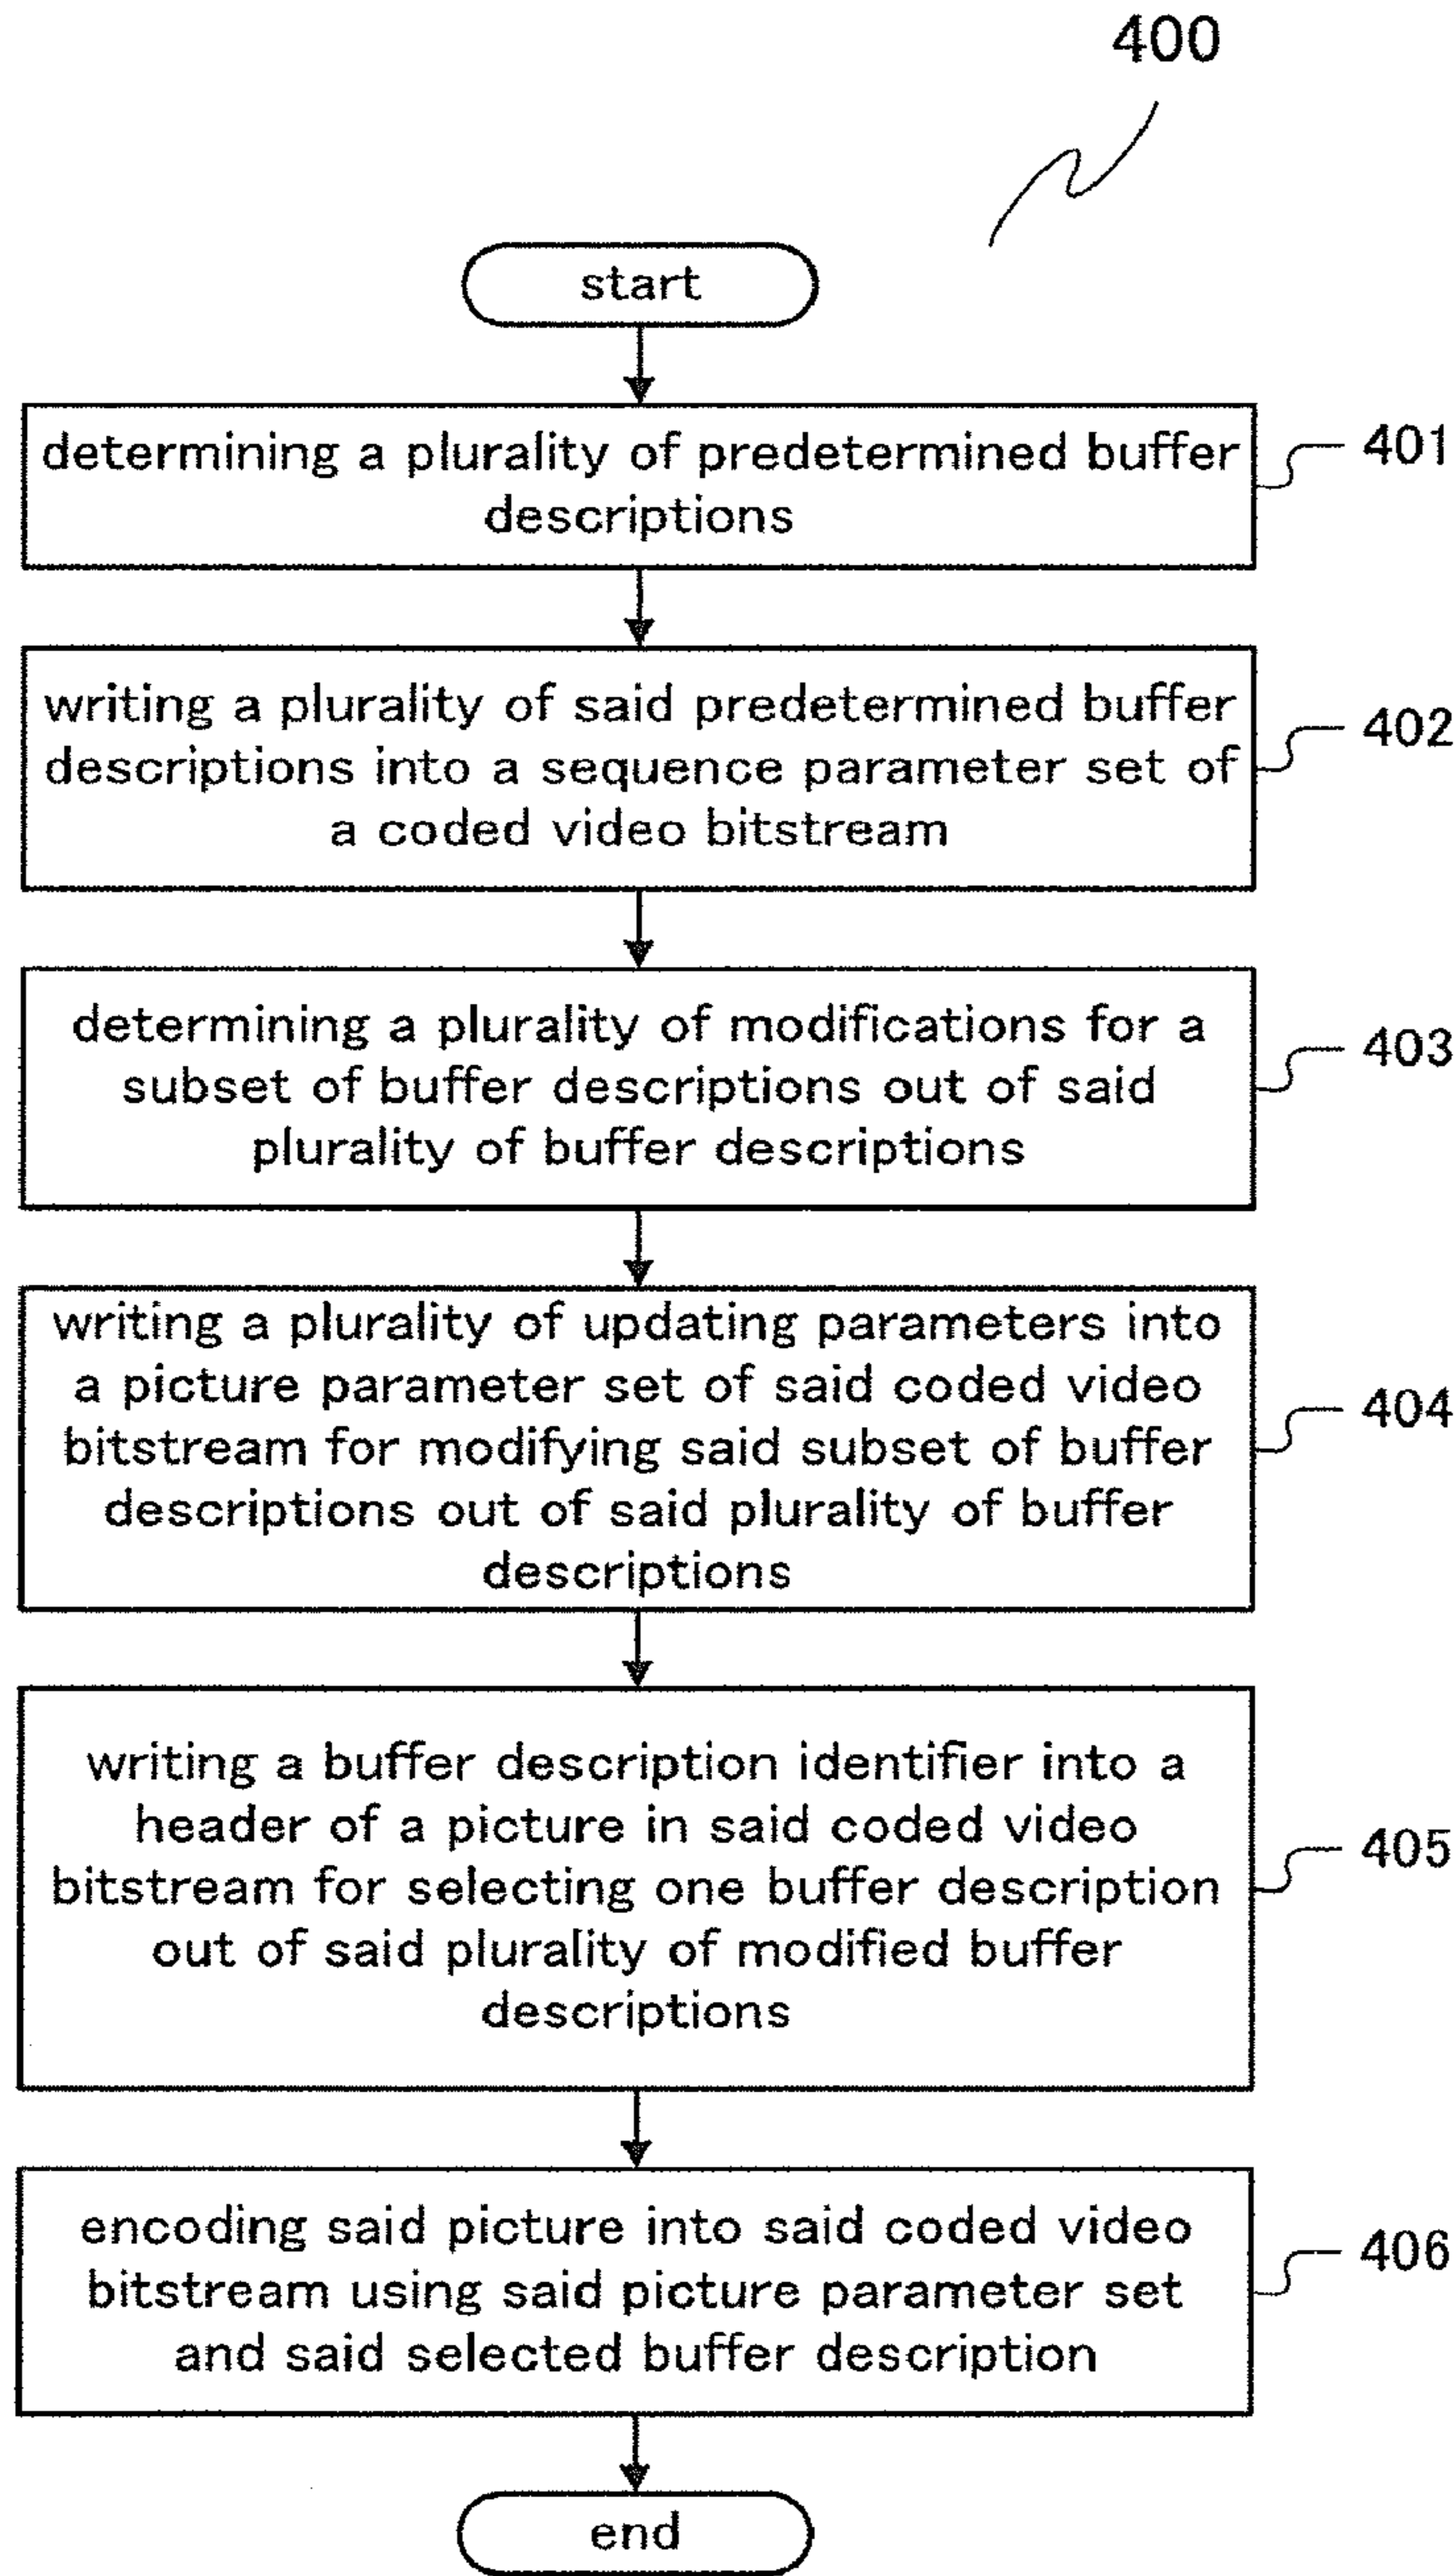 400
start
determining a plurality of predetermined buffer
descriptions
401
writing a plurality of said predetermined buffer
descriptions into a sequence parameter set of
a coded video bitstream
402
determining a plurality of modifications for a
subset of buffer descriptions out of said
plurality of buffer descriptions
403
writing a plurality of updating parameters into
a picture parameter set of said coded video
bitstream for modifying said subset of buffer
descriptions out of said plurality of buffer
descriptions
404
writing a buffer description identifier into a
header of a picture in said coded video
bitstream for selecting one buffer description
out of said plurality of modified buffer
descriptions
405
encoding said picture into said coded video
bitstream using said picture parameter set
and said selected buffer description
406
end